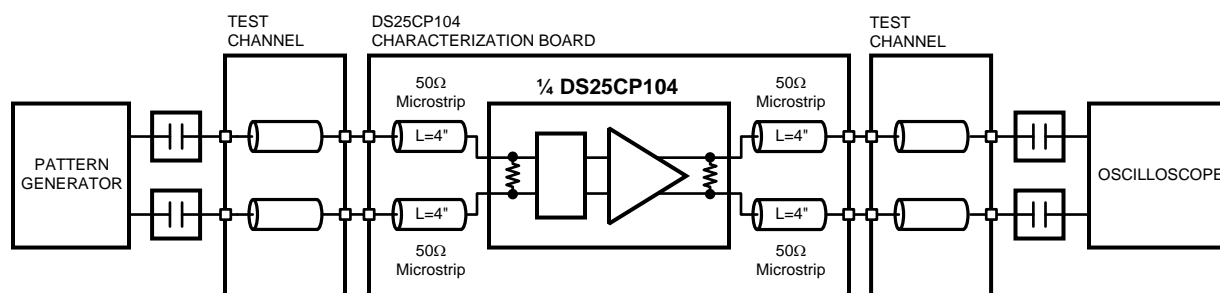 TEST
CHANNEL
DS25CP104
CHARACTERIZATION BOARD
TEST
CHANNEL
50Ω
Microstrip
¼ DS25CP104
50Ω
Microstrip
L=4"
L=4"
PATTERN
GENERATOR
OSCILLOSCOPE
L=4"
L=4"
50Ω
Microstrip
50Ω
Microstrip